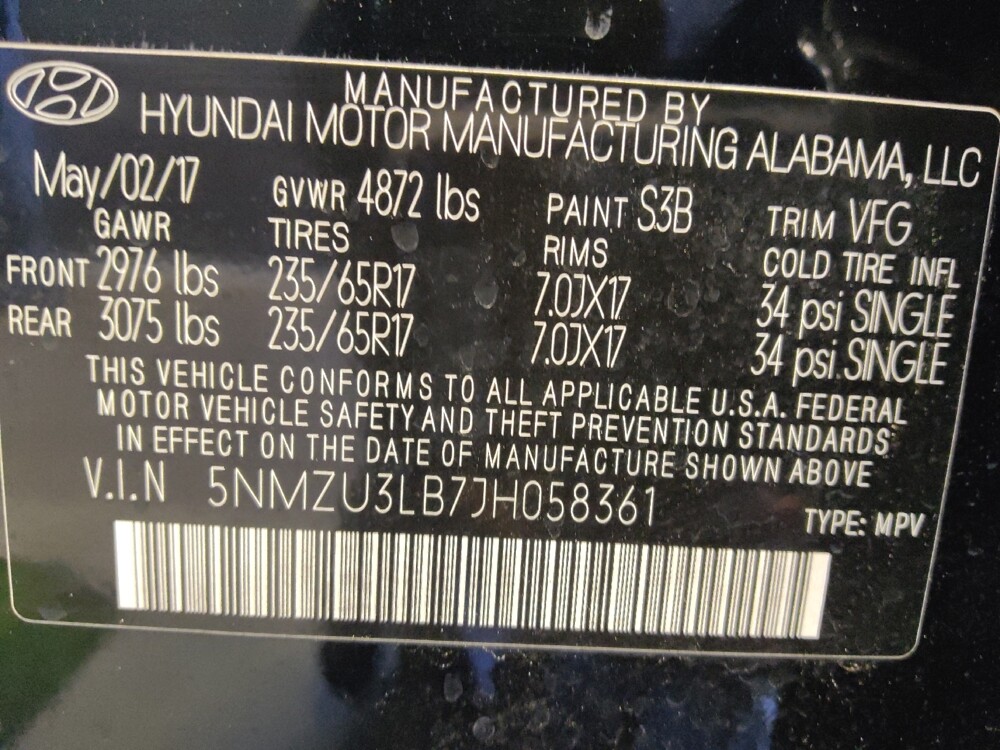 MANUFACTURED BY
HYUNDAI MOTOR MANUFACTURING ALABAMA, LLC
May/02/17 GVWR 4872 lbs PAINT S3B TRIM VFG
GAWR TIRES RIMS COLD TIRE INFL
FRONT 2976 lbs 235/65R17 7.0JX17 34 psi SINGLE
REAR 3075 lbs 235/65R17 7.0JX17 34 psi SINGLE
THIS VEHICLE CONFORMS TO ALL APPLICABLE U.S.A. FEDERAL
MOTOR VEHICLE SAFETY AND THEFT PREVENTION STANDARDS
IN EFFECT ON THE DATE OF MANUFACTURE SHOWN ABOVE
V.I.N 5NMZU3LB7JH058361
TYPE: MPV